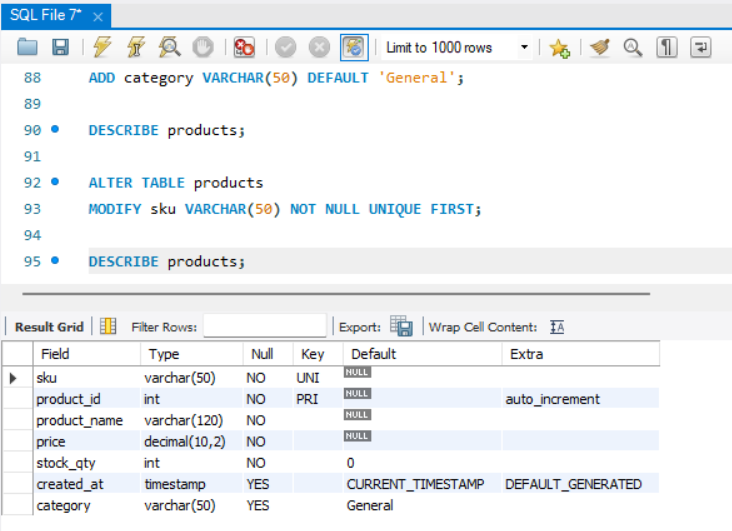 SQL File 7* ×
Limit to 1000 rows
88 ADD category VARCHAR(50) DEFAULT 'General';
89
90 DESCRIBE products;
91
92 ALTER TABLE products
93 MODIFY sku VARCHAR(50) NOT NULL UNIQUE FIRST;
94
95 DESCRIBE products;
Result Grid Filter Rows: Export: Wrap Cell Content: IA
Field Type Null Key Default Extra
sku varchar(50) NO UNI NULL
product_id int NO PRI NULL auto_increment
product_name varchar(120) NO NULL
price decimal(10,2) NO NULL
stock_qty int NO 0
created_at timestamp YES CURRENT_TIMESTAMP DEFAULT_GENERATED
category varchar(50) YES General